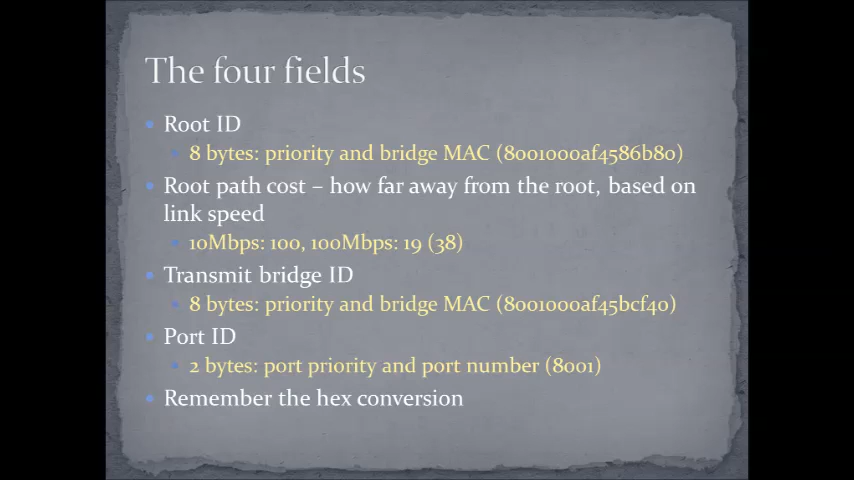 The four fields
Root ID
8 bytes: priority and bridge MAC (8001000af4586b80)
Root path cost – how far away from the root, based on
link speed
10Mbps: 100, 100Mbps: 19 (38)
Transmit bridge ID
8 bytes: priority and bridge MAC (8001000af45bcf40)
Port ID
2 bytes: port priority and port number (8001)
Remember the hex conversion